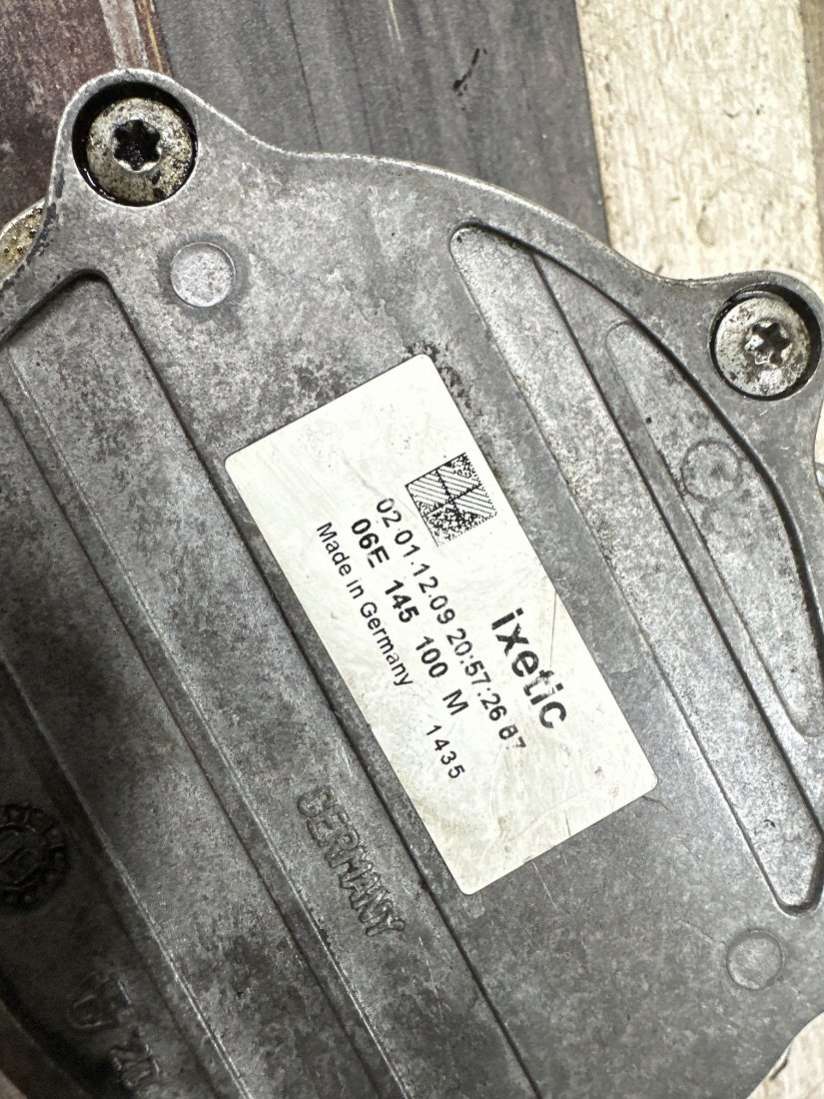 ixetic
02 01.12.09 20:57:26 87
06E 145 100 M
Made in Germany 1435
GERMANY